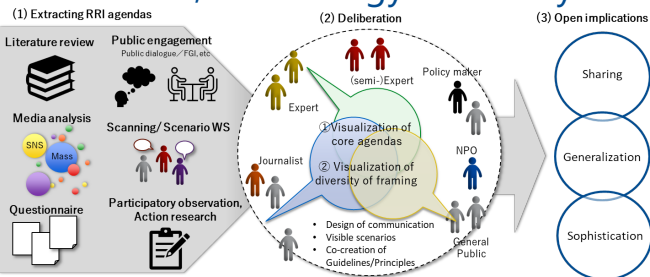 (1) Extracting RRI agendas
Literature review
Public engagement
Public dialogue／FGI, etc
Media analysis
SNS
Mass
Scanning/ Scenario WS
Questionnaire
Participatory observation,
Action research
(2) Deliberation
Expert
(semi-)Expert
Policy maker
Journalist
NPO
General
Public
①Visualization of
core agendas
② Visualization of
diversity of framing
• Design of communication
• Visible scenarios
• Co-creation of
Guidelines/Principles
(3) Open implications
Sharing
Generalization
Sophistication